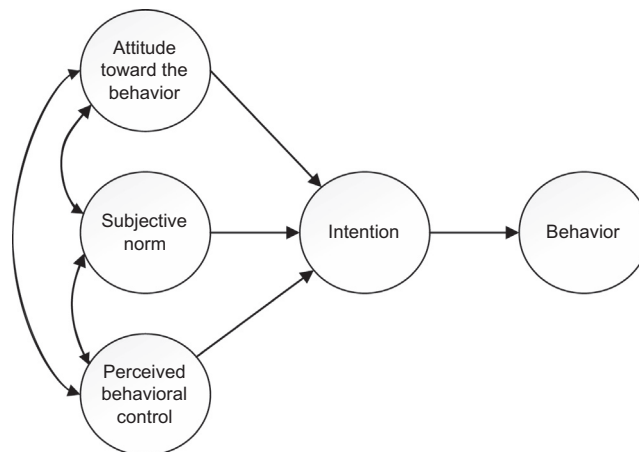 Attitude
toward the
behavior
Subjective
norm
Intention
Behavior
Perceived
behavioral
control